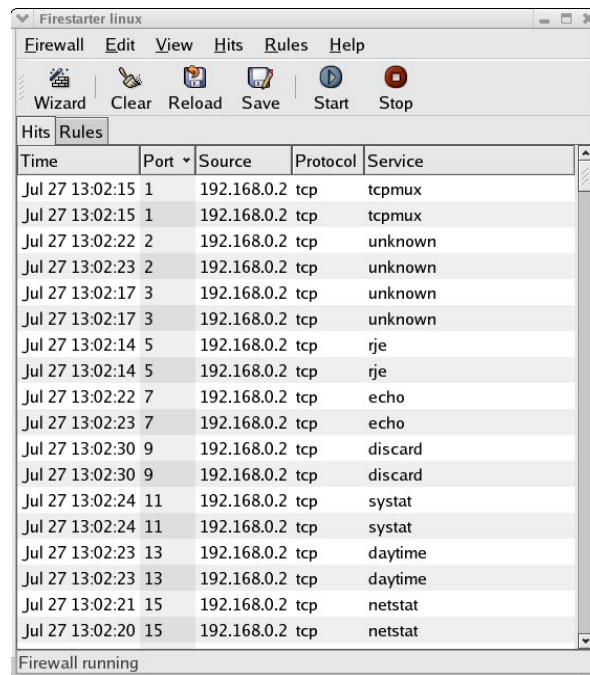 Firestarter linux
Firewall Edit View Hits Rules Help
Wizard Clear Reload Save Start Stop
Hits Rules
Time Port Source Protocol Service
Jul 27 13:02:15 1 192.168.0.2 tcp tcpmux
Jul 27 13:02:15 1 192.168.0.2 tcp tcpmux
Jul 27 13:02:22 2 192.168.0.2 tcp unknown
Jul 27 13:02:23 2 192.168.0.2 tcp unknown
Jul 27 13:02:17 3 192.168.0.2 tcp unknown
Jul 27 13:02:17 3 192.168.0.2 tcp unknown
Jul 27 13:02:14 5 192.168.0.2 tcp rje
Jul 27 13:02:14 5 192.168.0.2 tcp rje
Jul 27 13:02:22 7 192.168.0.2 tcp echo
Jul 27 13:02:23 7 192.168.0.2 tcp echo
Jul 27 13:02:30 9 192.168.0.2 tcp discard
Jul 27 13:02:30 9 192.168.0.2 tcp discard
Jul 27 13:02:24 11 192.168.0.2 tcp systat
Jul 27 13:02:24 11 192.168.0.2 tcp systat
Jul 27 13:02:23 13 192.168.0.2 tcp daytime
Jul 27 13:02:23 13 192.168.0.2 tcp daytime
Jul 27 13:02:21 15 192.168.0.2 tcp netstat
Jul 27 13:02:20 15 192.168.0.2 tcp netstat
Firewall running